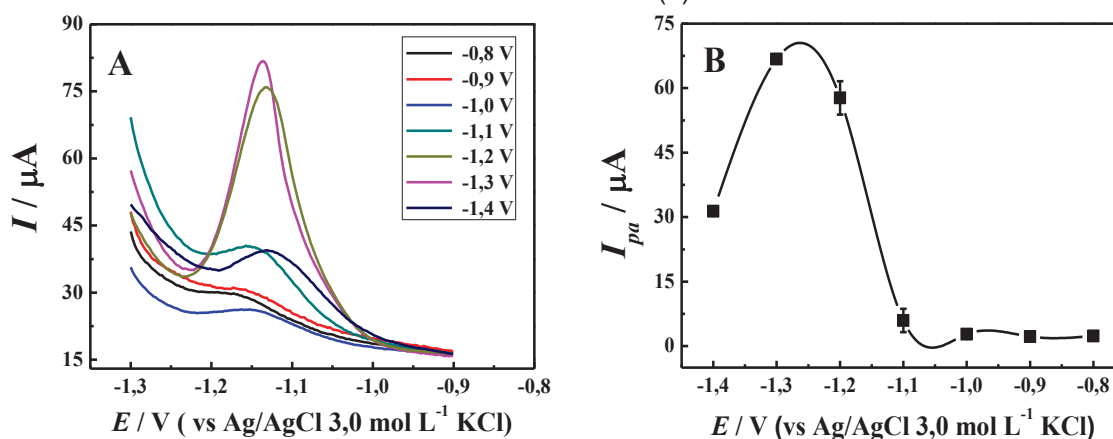 A
I / µA
90
75
60
45
30
15
-1,3 -1,2 -1,1 -1,0 -0,9 -0,8
E / V ( vs Ag/AgCl 3,0 mol L⁻¹ KCl)
-0,8 V
-0,9 V
-1,0 V
-1,1 V
-1,2 V
-1,3 V
-1,4 V
B
I pa / µA
75
60
45
30
15
0
-1,4 -1,3 -1,2 -1,1 -1,0 -0,9 -0,8
E / V (vs Ag/AgCl 3,0 mol L⁻¹ KCl)